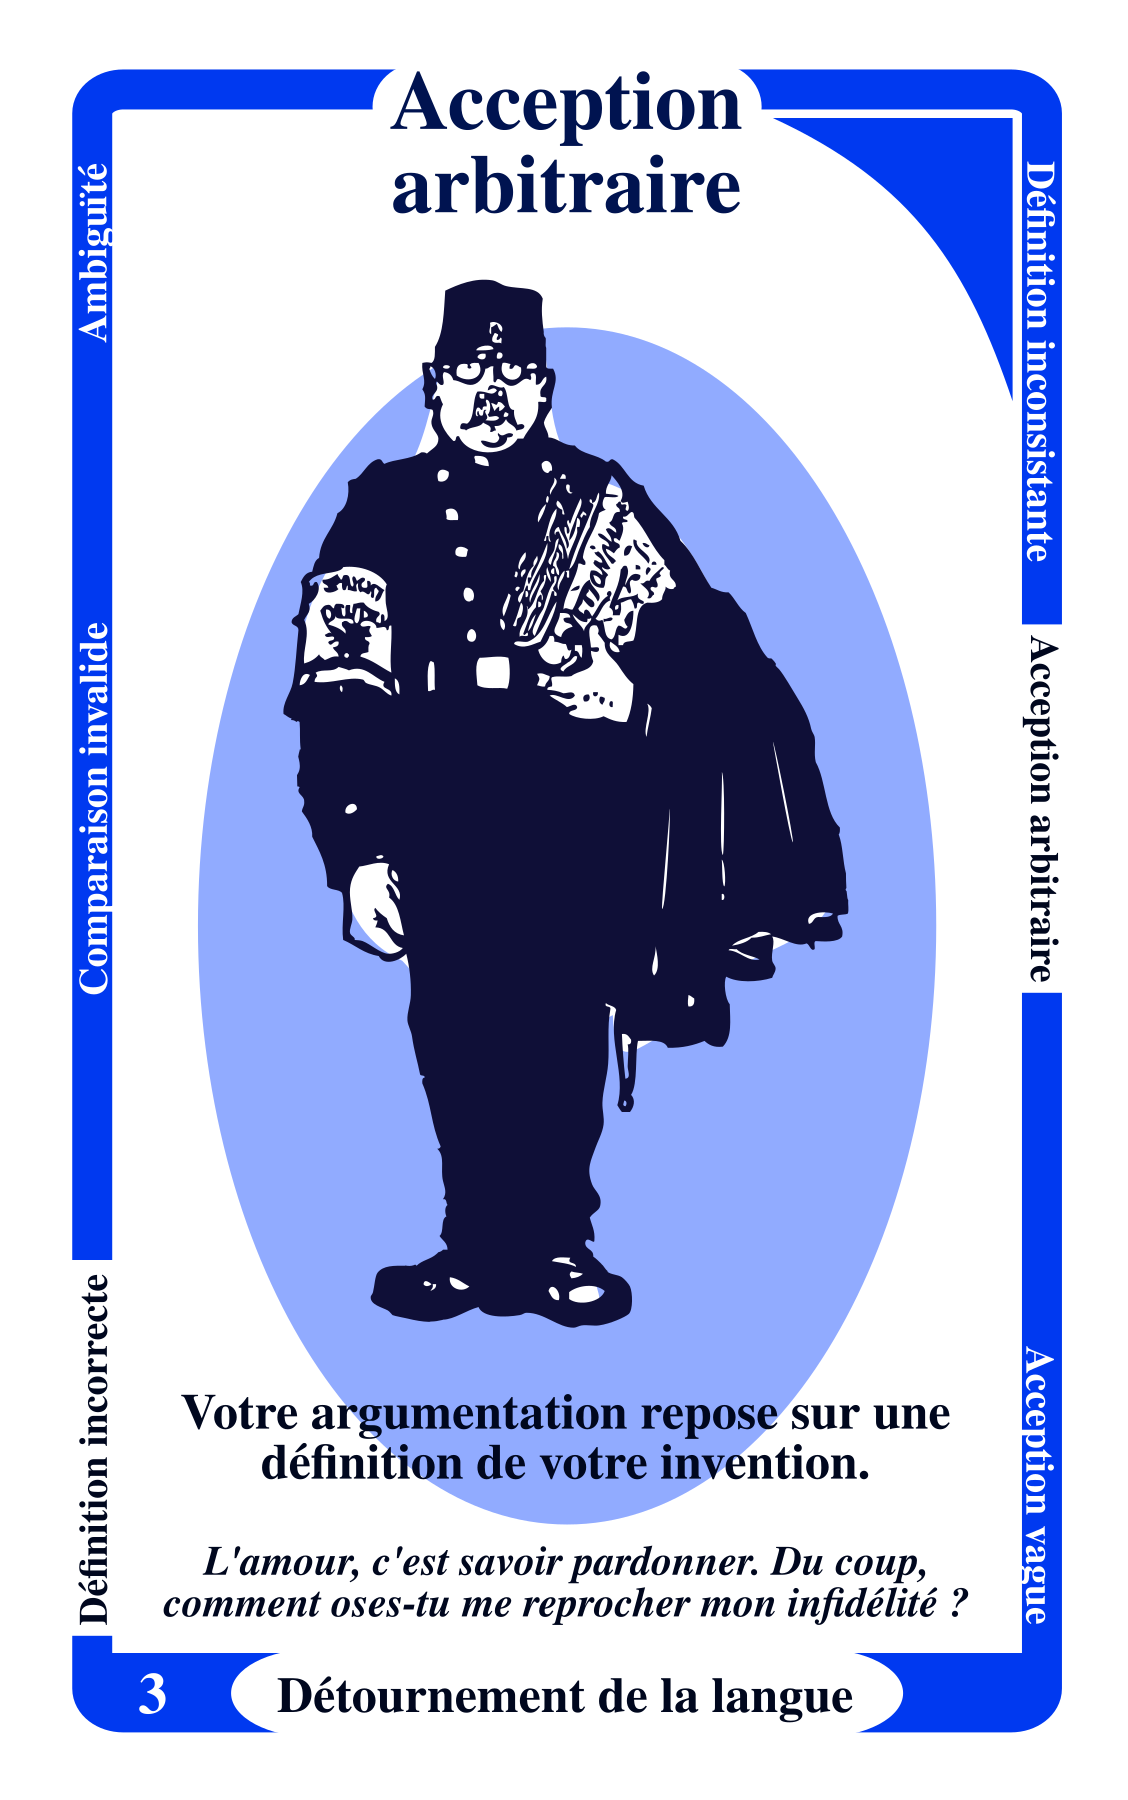 Acception
arbitraire
Ambiguïté
Comparaison invalide
Définition incorrecte
Définition inconsistante
Acception arbitraire
Acception vague
Votre argumentation repose sur une
définition de votre invention.
L'amour, c'est savoir pardonner. Du coup,
comment oses-tu me reprocher mon infidélité ?
3
Détournement de la langue